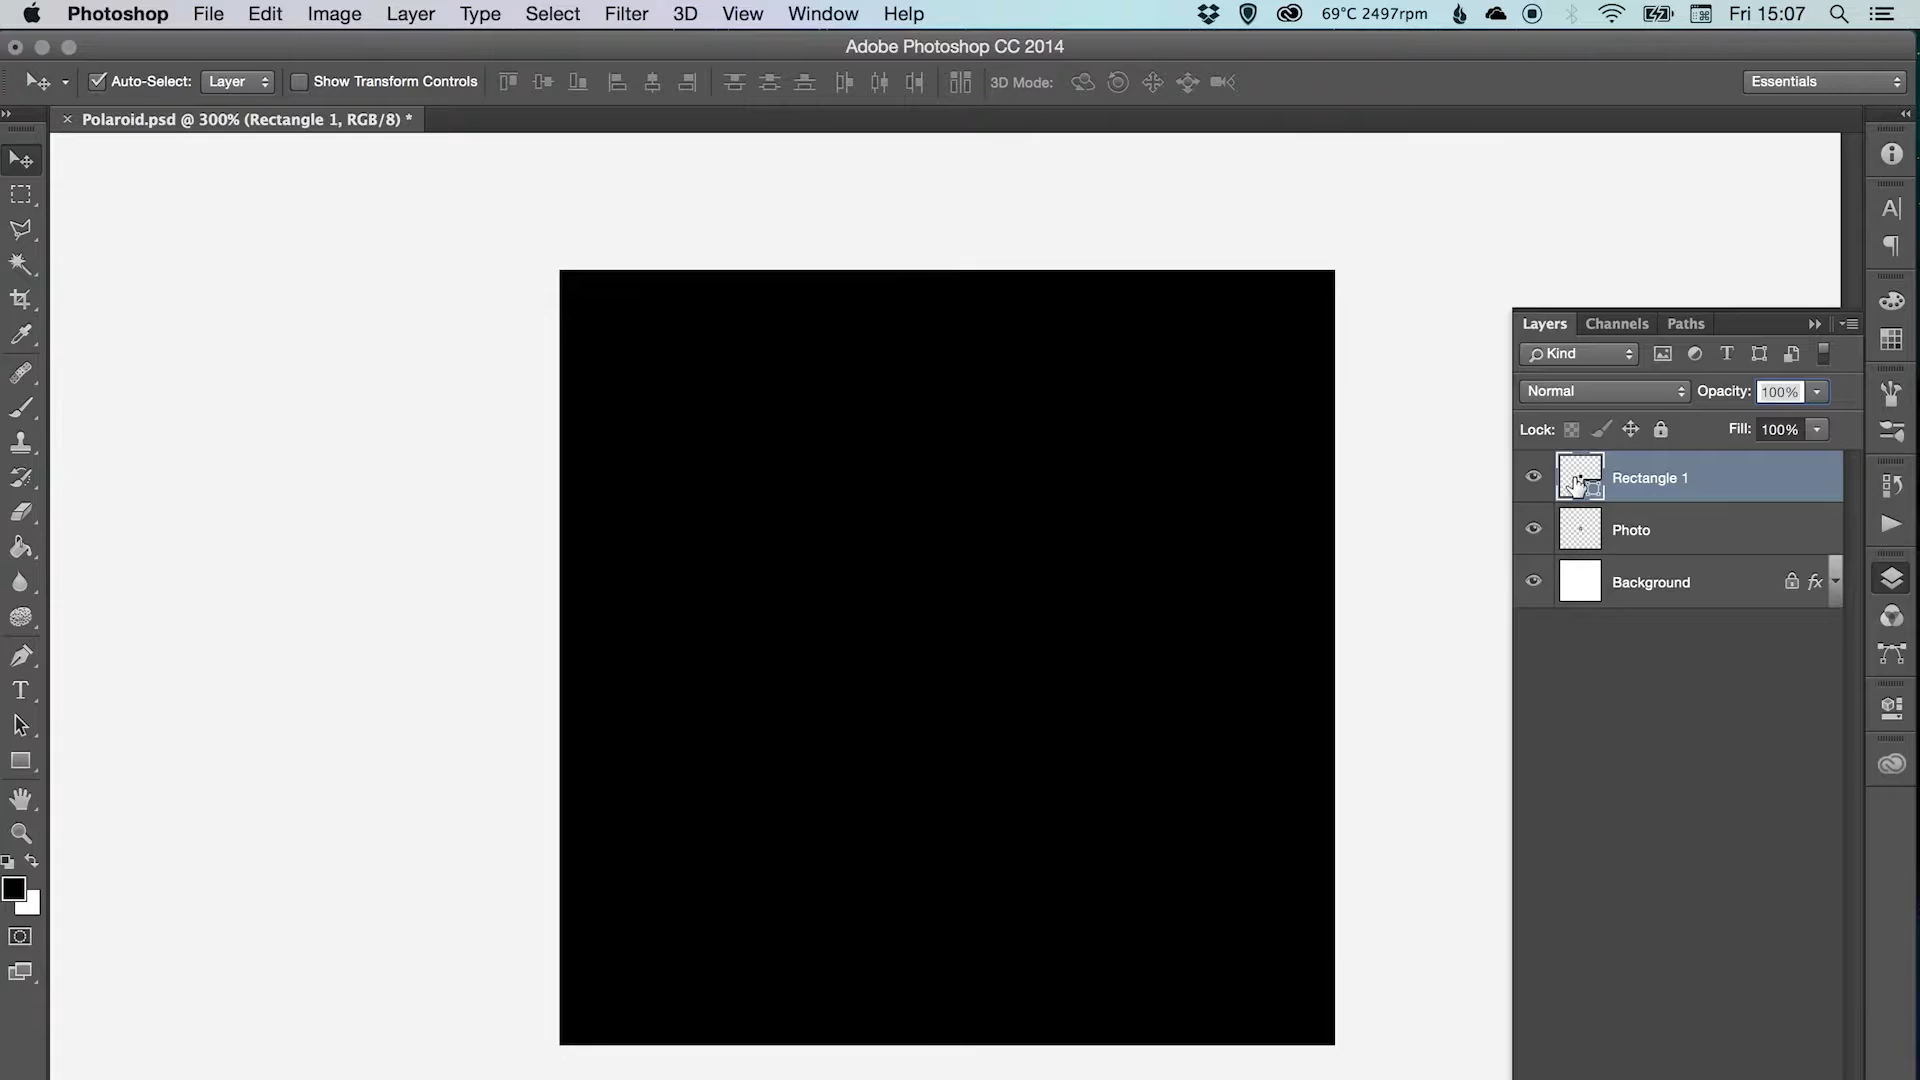 Photoshop File Edit Image Layer Type Select Filter 3D View Window Help 69°C 2497rpm Fri 15:07
Adobe Photoshop CC 2014
Auto-Select: Layer Show Transform Controls 3D Mode: Essentials
Polaroid.psd @ 300% (Rectangle 1, RGB/8) *
Layers Channels Paths
Kind
Normal Opacity: 100%
Lock: Fill: 100%
Rectangle 1
Photo
Background fx